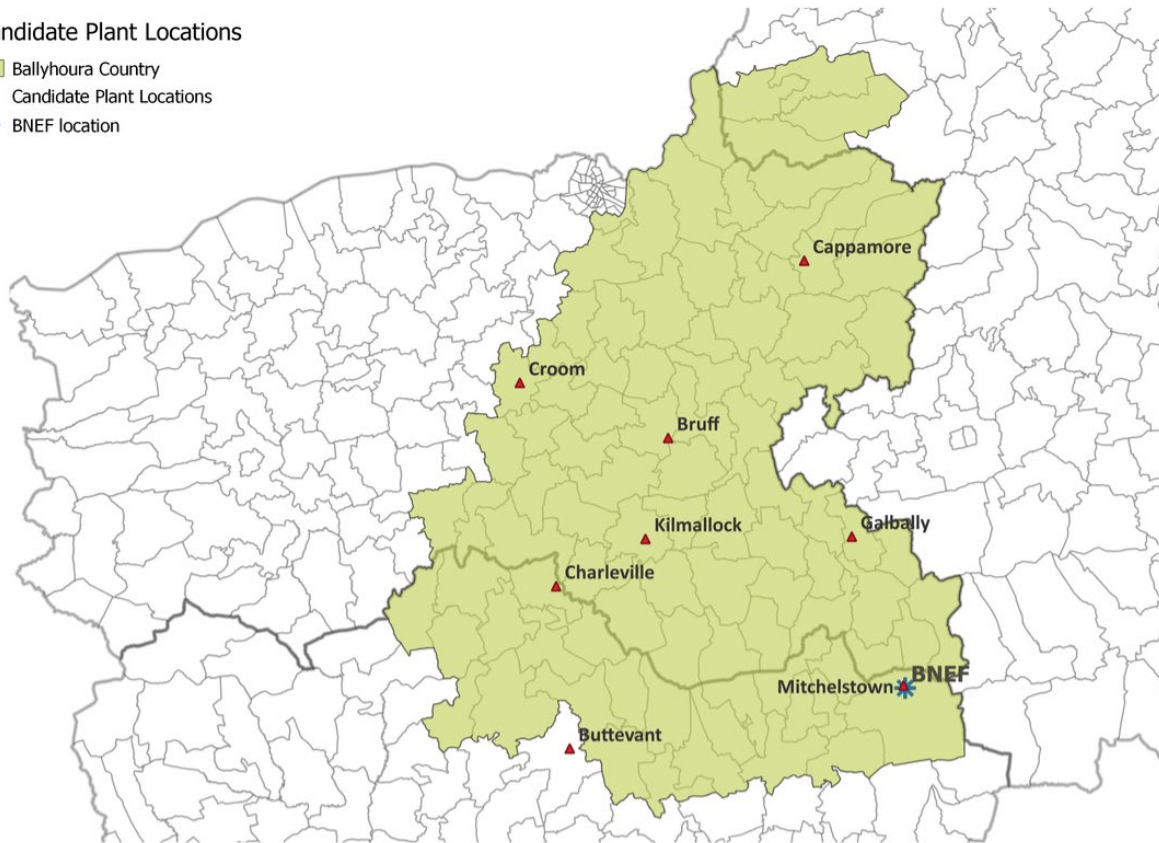 ndidate Plant Locations
Ballyhoura Country
Candidate Plant Locations
BNEF location
Cappamore
Croom
Bruff
Kilmallock
Galbally
Charleville
BNEF
Mitchelstown
Buttevant